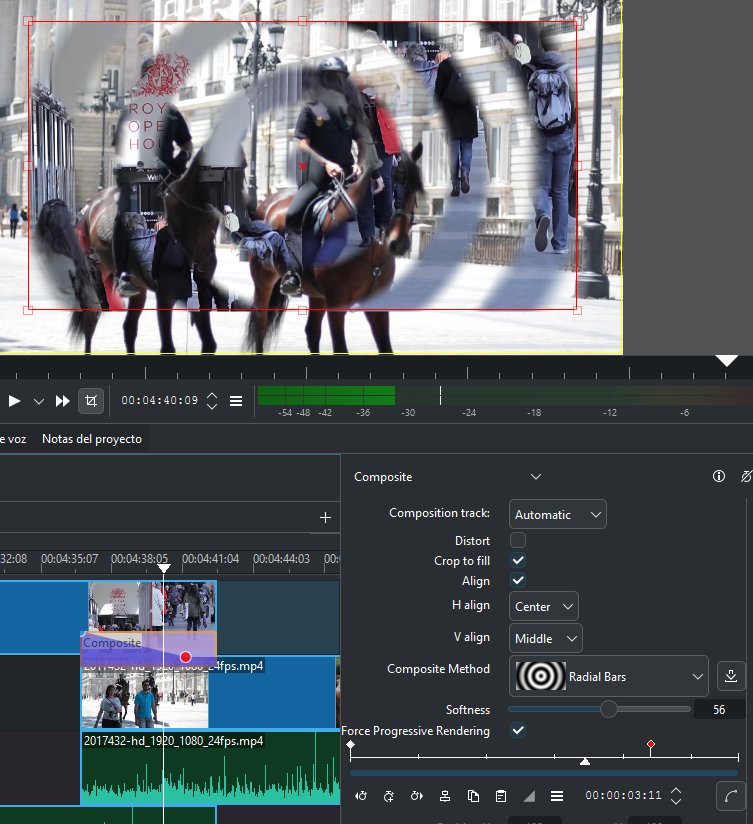 ROY
OPE
HOU
Wel
00:04:40:09
-54 -48 -42 -36 -30 -24 -18 -12 -6
e voz Notas del proyecto
Composite
Composition track: Automatic
Distort
Crop to fill
Align
H align Center
V align Middle
Composite Method Radial Bars
Softness 56
Force Progressive Rendering
00:00:03:11
32:08 00:04:35:07 00:04:38:05 00:04:41:04 00:04:44:03 00:0
Composite
2017432-hd_1920_1080_24fps.mp4
2017432-hd_1920_1080_24fps.mp4